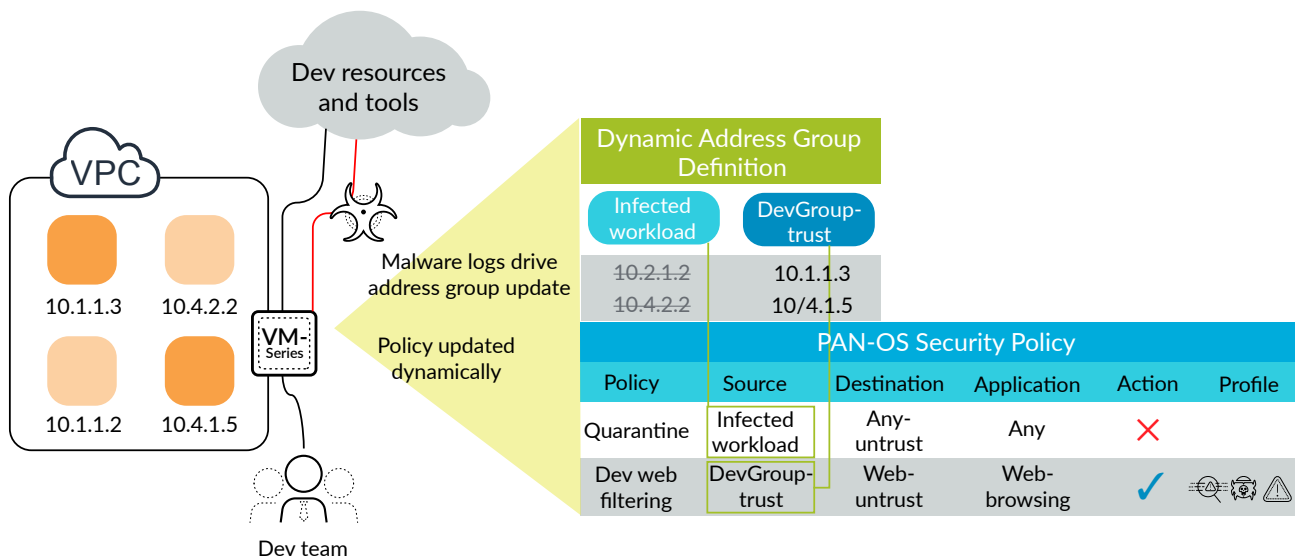 Dev resources
and tools
VPC
10.1.1.3
10.4.2.2
10.1.1.2
10.4.1.5
VM-
Series
Dev team
Malware logs drive
address group update
Policy updated
dynamically
Dynamic Address Group
Definition
Infected
workload
DevGroup-
trust
10.2.1.2
10.1.1.3
10.4.2.2
10/4.1.5
PAN-OS Security Policy
Policy
Source
Destination
Application
Action
Profile
Quarantine
Infected
workload
Any-
untrust
Any
Dev web
filtering
DevGroup-
trust
Web-
untrust
Web-
browsing